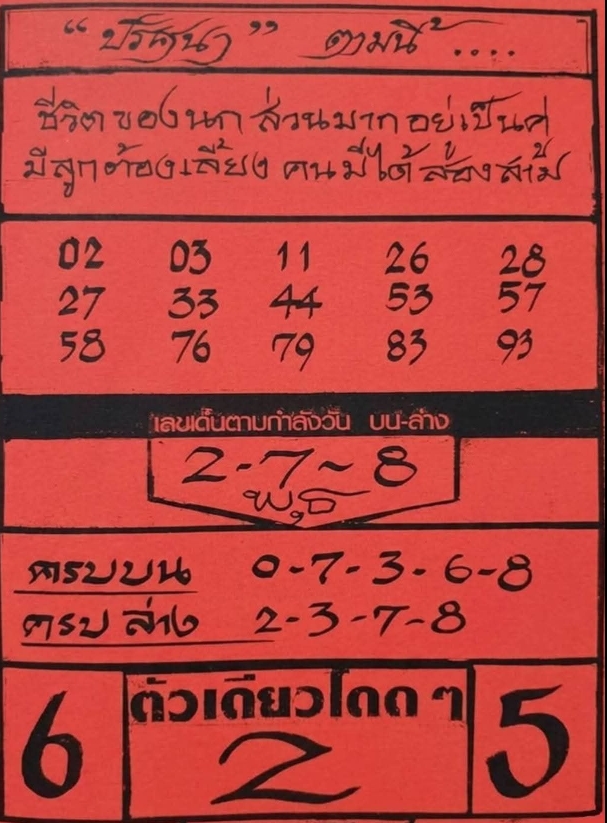 “ปริศนา” ตามนี้....
ชีวิตของนก ส่วนมากอยู่เป็นคู่
มีลูกต้องเลี้ยง คนมีได้สองสาม
02 03 11 26 28
27 33 44 53 57
58 76 79 83 93
เลขเด็นตามกำลังวัน บน-ล่าง
2-7-8
พุธ
ครบบน 0-7-3-6-8
ครบล่าง 2-3-7-8
ตัวเดียวโดดๆ
6 2 5